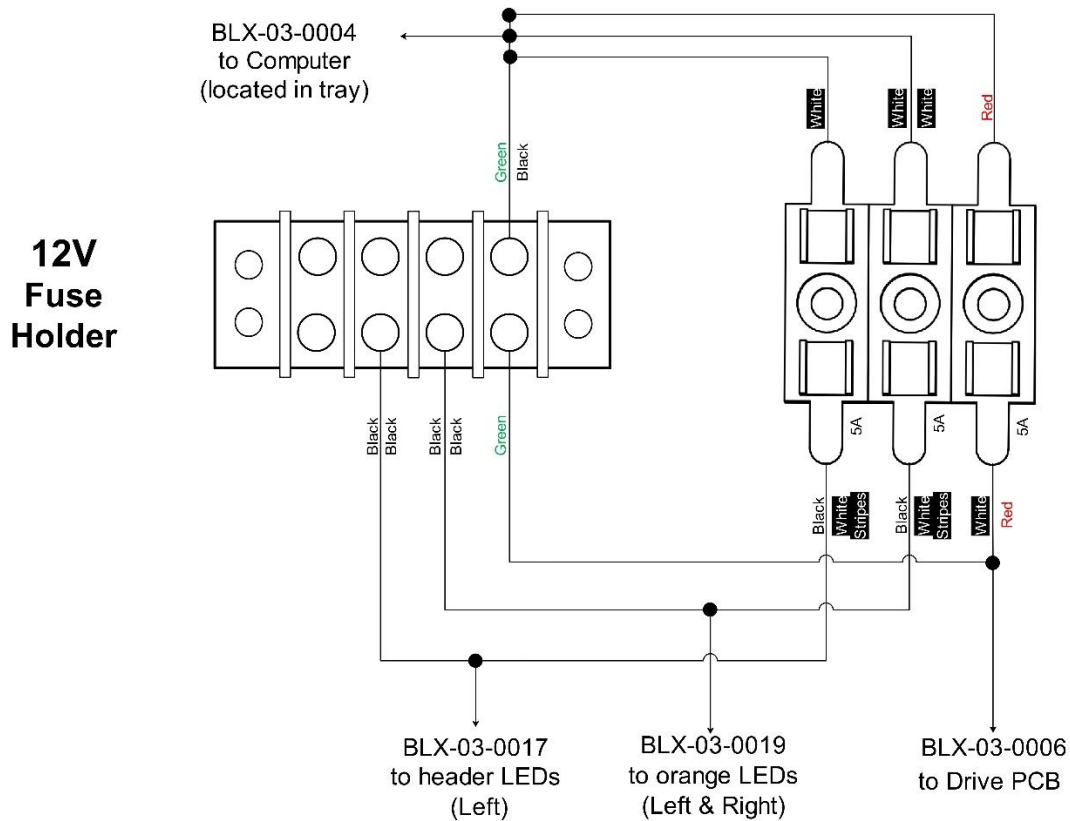 BLX-03-0004
to Computer
(located in tray)
White
White
White
Red
Green
Black
12V
Fuse
Holder
5A
5A
5A
Black
Black
Black
Black
Green
Black
White
Stripes
Black
White
Stripes
White
Red
BLX-03-0017
to header LEDs
(Left)
BLX-03-0019
to orange LEDs
(Left & Right)
BLX-03-0006
to Drive PCB